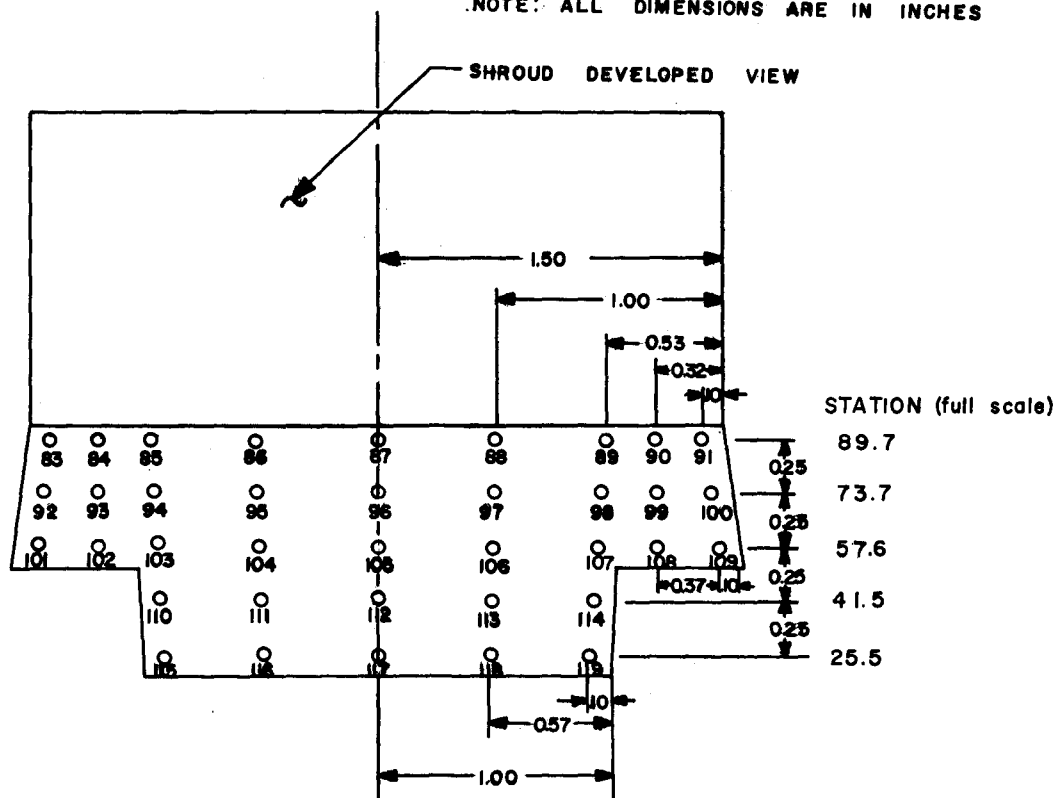 .NOTE: ALL DIMENSIONS ARE IN INCHES
SHROUD DEVELOPED VIEW
1.50
1.00
0.53
0.32
.10
STATION (full scale)
83 84 85 86 87 88 89 90 91
89.7
0.25
92 93 94 95 96 97 98 99 100
73.7
0.25
101 102 103 104 105 106 107 108 109
57.6
0.37 .10
0.25
110 111 112 113 114
41.5
0.25
115 116 117 118 119
25.5
.10
0.57
1.00